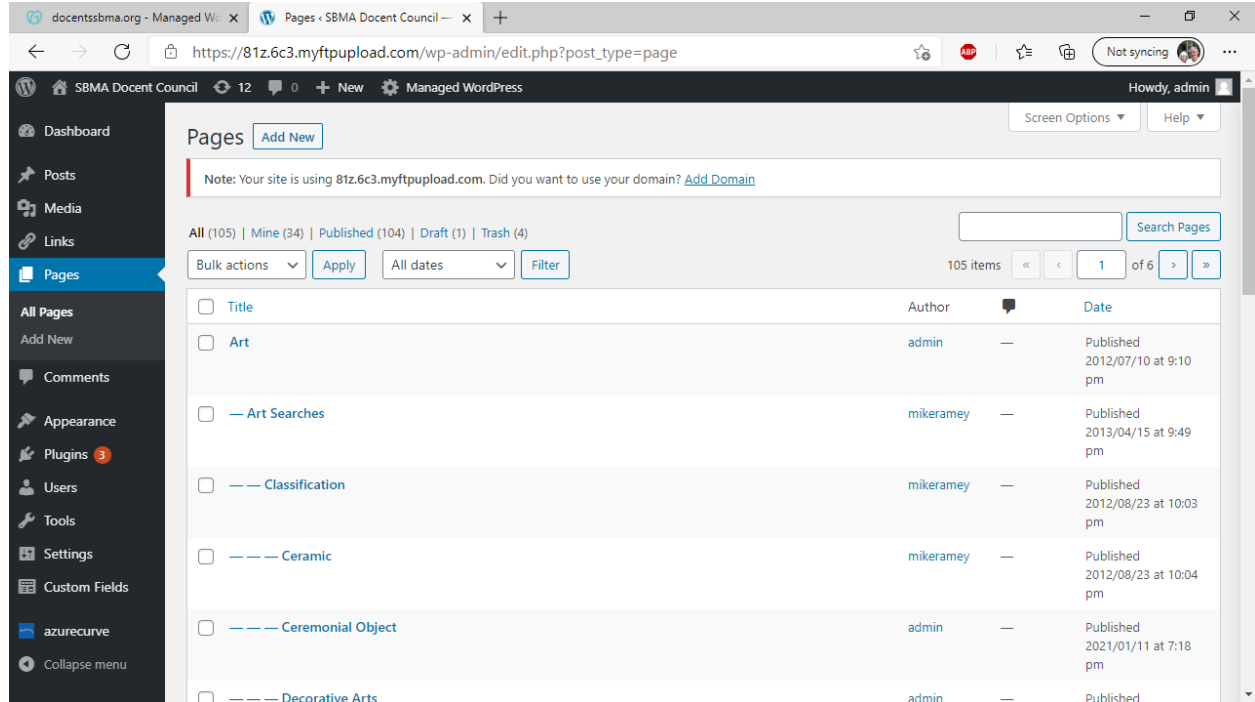 docentssbma.org - Managed Wo
Pages ‹ SBMA Docent Council —
https://81z.6c3.myftpupload.com/wp-admin/edit.php?post_type=page
ABP
Not syncing
SBMA Docent Council 12 0 + New Managed WordPress
Howdy, admin
Dashboard
Posts
Media
Links
Pages
All Pages
Add New
Comments
Appearance
Plugins 3
Users
Tools
Settings
Custom Fields
azurecurve
Collapse menu
Screen Options ▼ Help ▼
Pages Add New
Note: Your site is using 81z.6c3.myftpupload.com. Did you want to use your domain? Add Domain
All (105) | Mine (34) | Published (104) | Draft (1) | Trash (4)
Search Pages
Bulk actions Apply All dates Filter
105 items « ‹ 1 of 6 › »
Title Author Date
Art admin — Published
2012/07/10 at 9:10
pm
— Art Searches mikeramey — Published
2013/04/15 at 9:49
pm
— — Classification mikeramey — Published
2012/08/23 at 10:03
pm
— — — Ceramic mikeramey — Published
2012/08/23 at 10:04
pm
— — — Ceremonial Object admin — Published
2021/01/11 at 7:18
pm
— — — Decorative Arts admin — Published